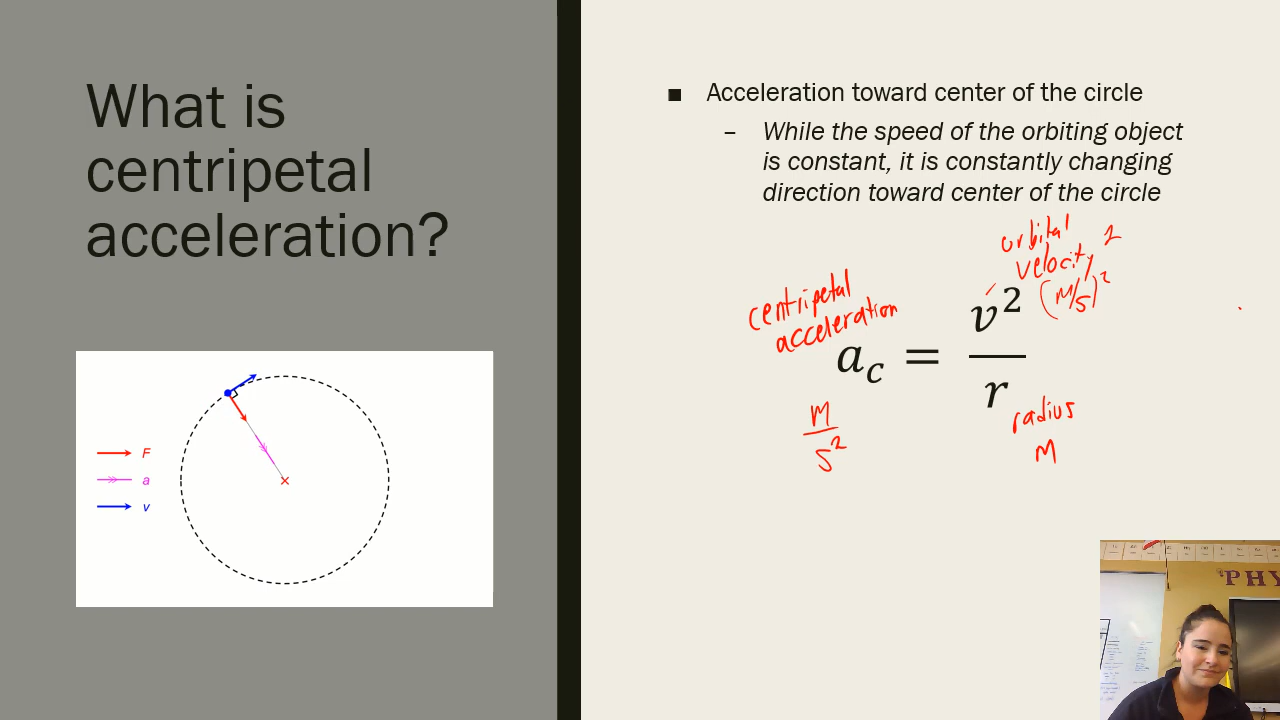 What is
centripetal
acceleration?
F
a
v
■ Acceleration toward center of the circle
– While the speed of the orbiting object
is constant, it is constantly changing
direction toward center of the circle
orbital
velocity 2
(m/s)²
centripetal
acceleration
a_c = v²/r
m/s²
radius
m
PHY